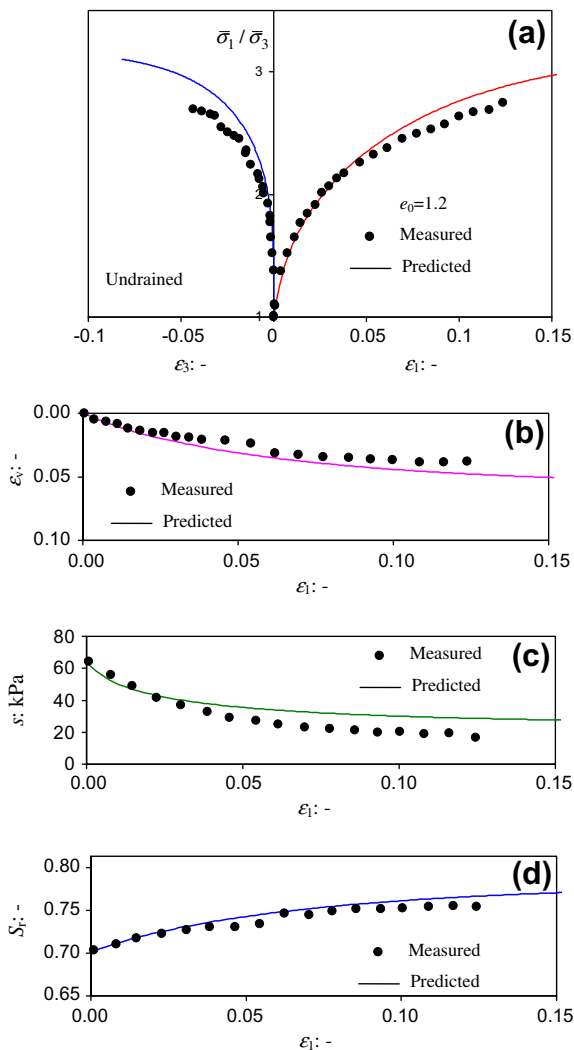 (a)
σ̅₁ / σ̅₃
3
2
1
e₀=1.2
Measured
Predicted
Undrained
-0.1 -0.05 0 0.05 0.1 0.15
ε₃: - ε₁: -
(b)
0.00
0.05
0.10
εᵥ: -
Measured
Predicted
0.00 0.05 0.10 0.15
ε₁: -
(c)
80
60
40
20
0
s: kPa
Measured
Predicted
0.00 0.05 0.10 0.15
ε₁: -
(d)
0.80
0.75
0.70
0.65
Sᵣ: -
Measured
Predicted
0.00 0.05 0.10 0.15
ε₁: -